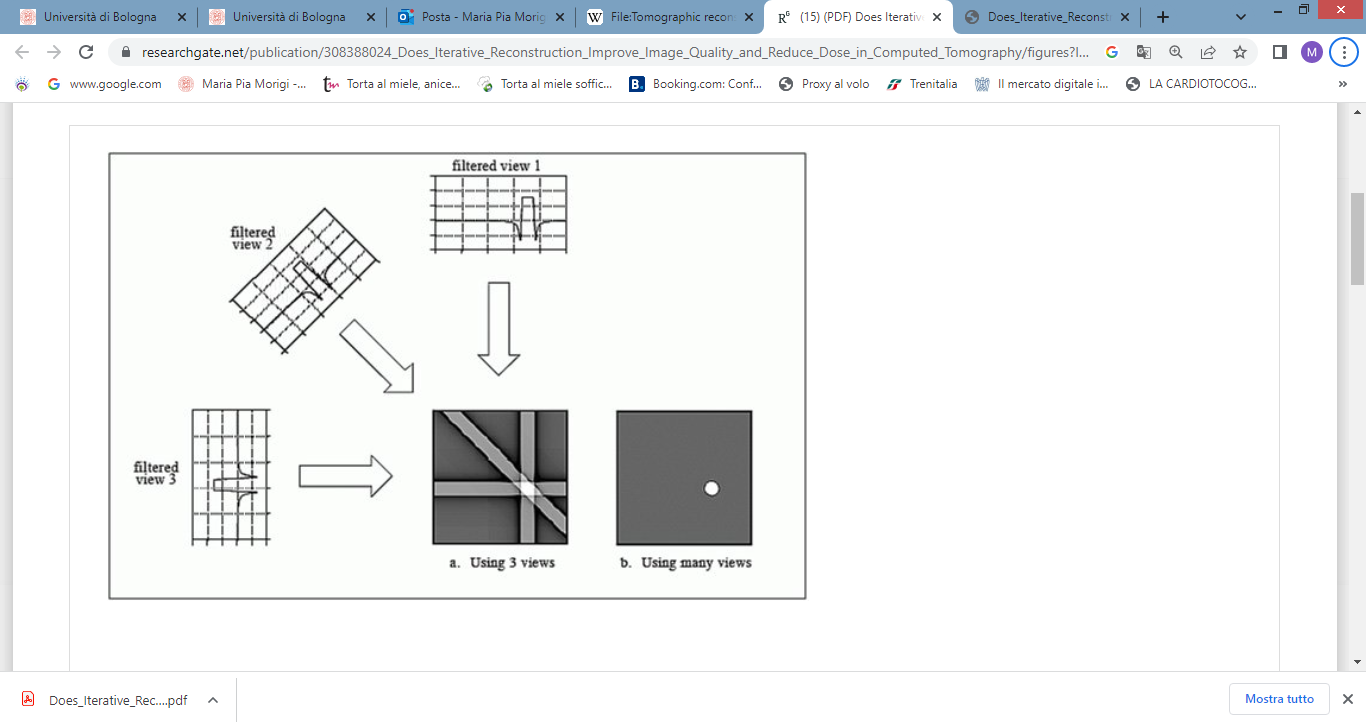 Università di Bologna
Università di Bologna
Posta - Maria Pia Morig
File:Tomographic recon
(15) (PDF) Does Iterativ
Does_Iterative_Reconst
researchgate.net/publication/308388024_Does_Iterative_Reconstruction_Improve_Image_Quality_and_Reduce_Dose_in_Computed_Tomography/figures?l...
M
www.google.com
Maria Pia Morigi -...
Torta al miele, anice...
Torta al miele soffic...
Booking.com: Conf...
Proxy al volo
Trenitalia
Il mercato digitale i...
LA CARDIOTOCOG...
»
filtered view 1
filtered
view 2
filtered
view 3
a. Using 3 views
b. Using many views
Does_Iterative_Rec....pdf
Mostra tutto